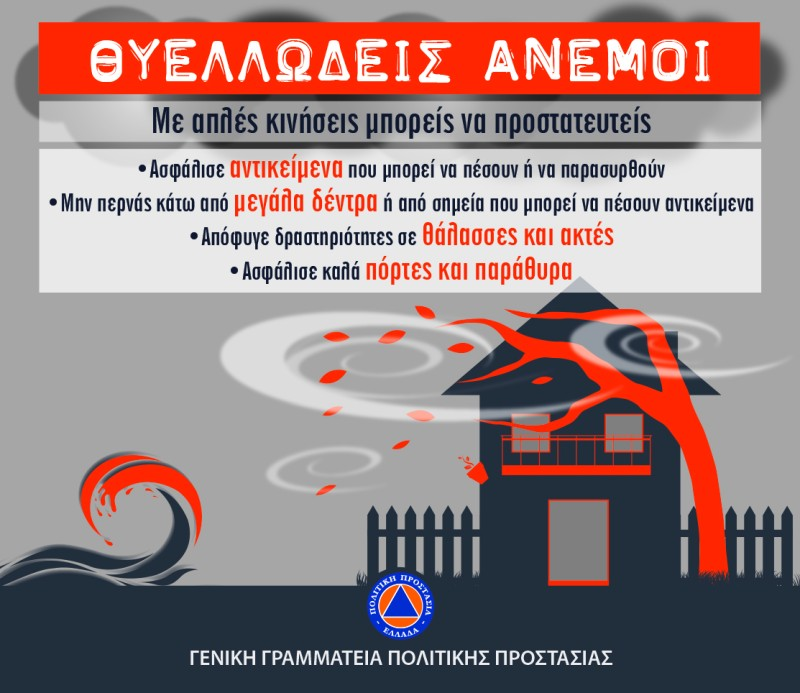 ΘΥΕΛΛΩΔΕΙΣ ΑΝΕΜΟΙ
Με απλές κινήσεις μπορείς να προστατευτείς
• Ασφάλισε αντικείμενα που μπορεί να πέσουν ή να παρασυρθούν
• Μην περνάς κάτω από μεγάλα δέντρα ή από σημεία που μπορεί να πέσουν αντικείμενα
• Απόφυγε δραστηριότητες σε θάλασσες και ακτές
• Ασφάλισε καλά πόρτες και παράθυρα
ΠΟΛΙΤΙΚΗ ΠΡΟΣΤΑΣΙΑ
ΕΛΛΑΔΑ
ΓΕΝΙΚΗ ΓΡΑΜΜΑΤΕΙΑ ΠΟΛΙΤΙΚΗΣ ΠΡΟΣΤΑΣΙΑΣ